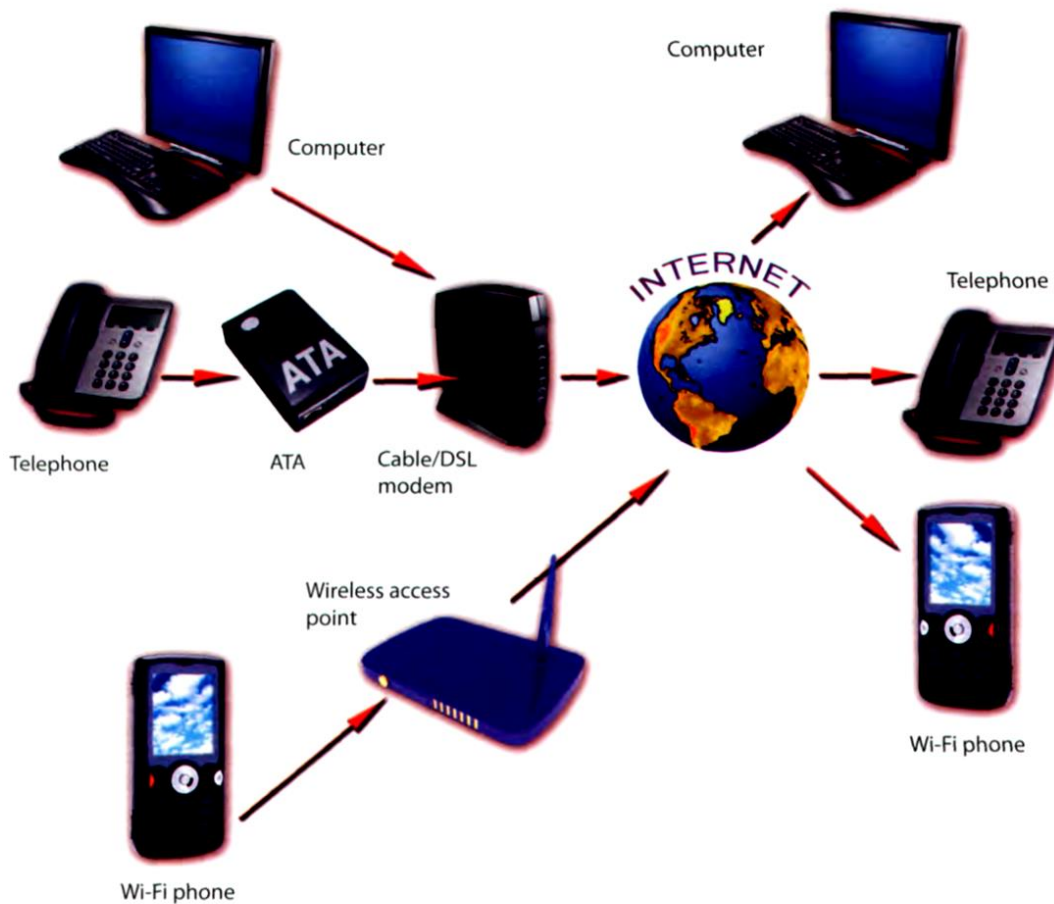 Computer
Computer
INTERNET
Telephone
ATA
Telephone
ATA
Cable/DSL
modem
Wireless access
point
Wi-Fi phone
Wi-Fi phone